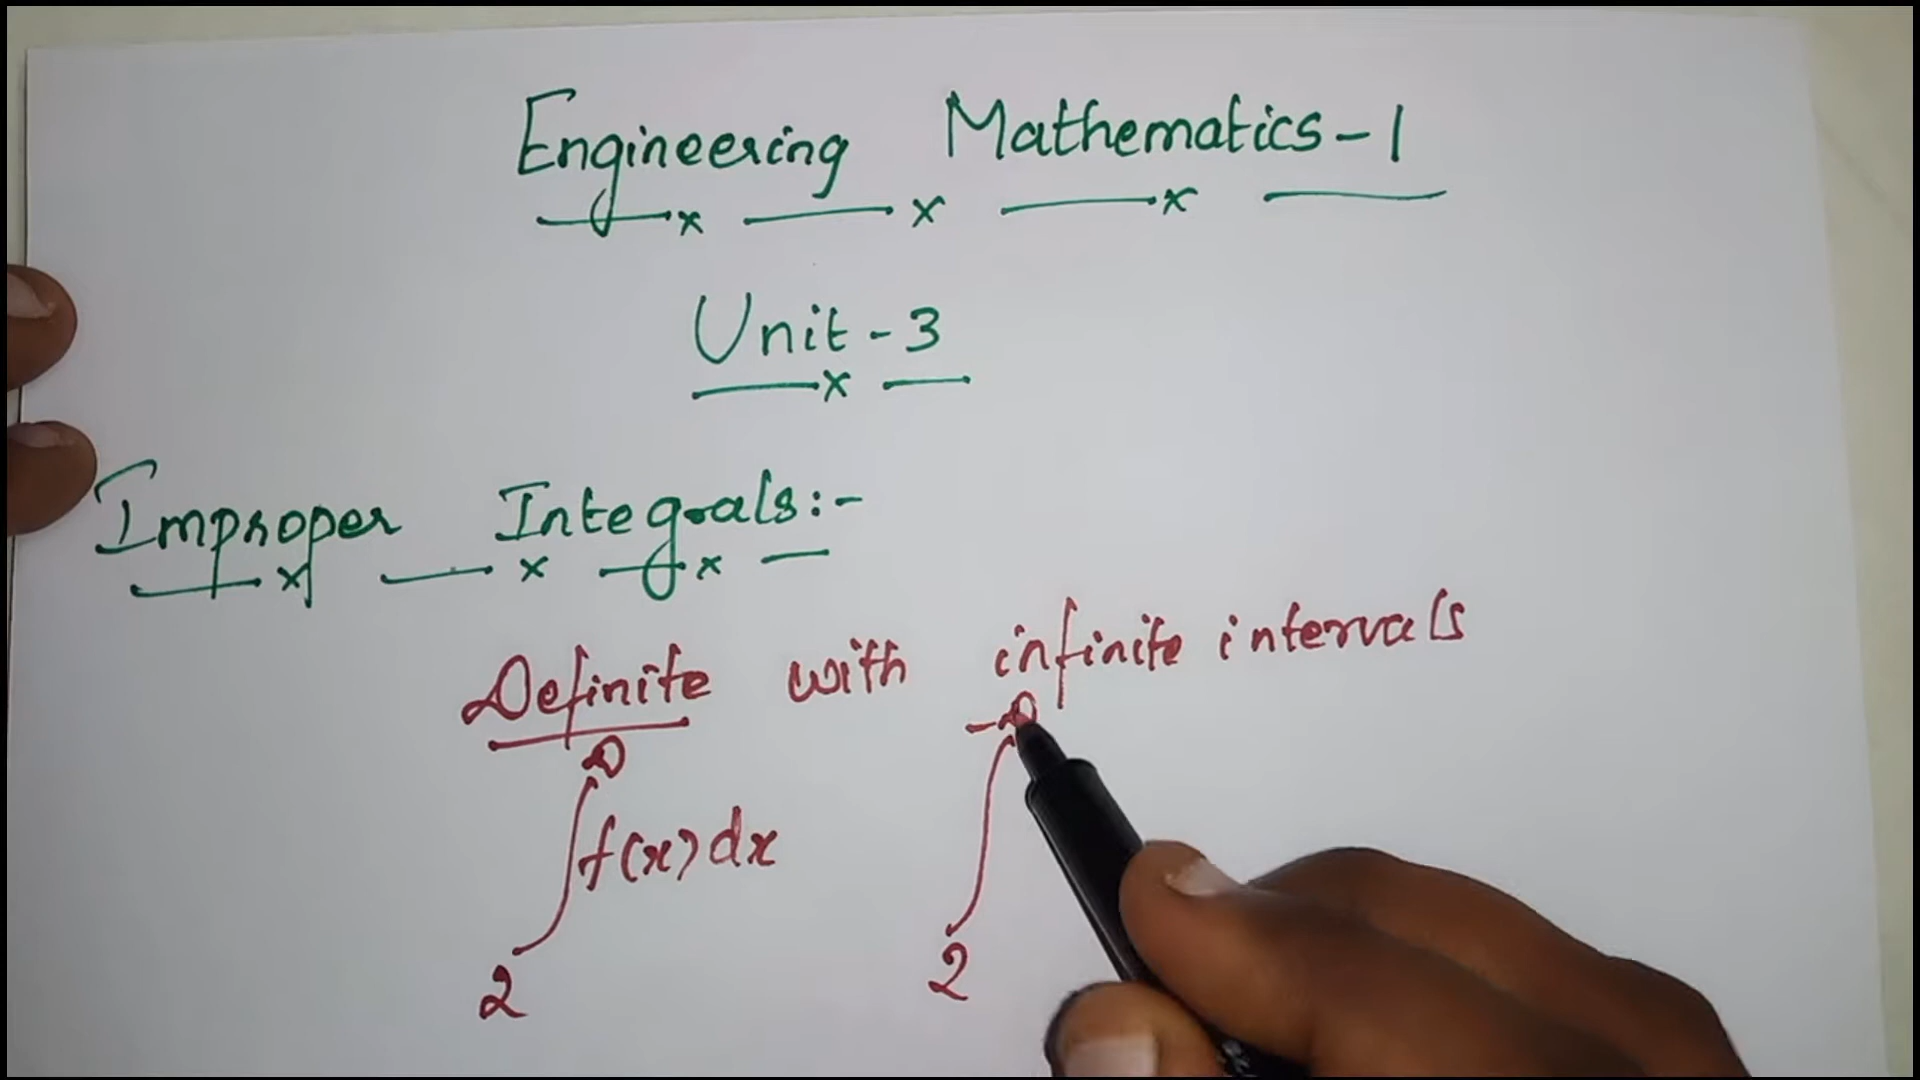 Engineering Mathematics-1
Unit-3
Improper Integrals:-
Definite with infinite intervals
∞ -∞
∫f(x)dx ∫
2 2